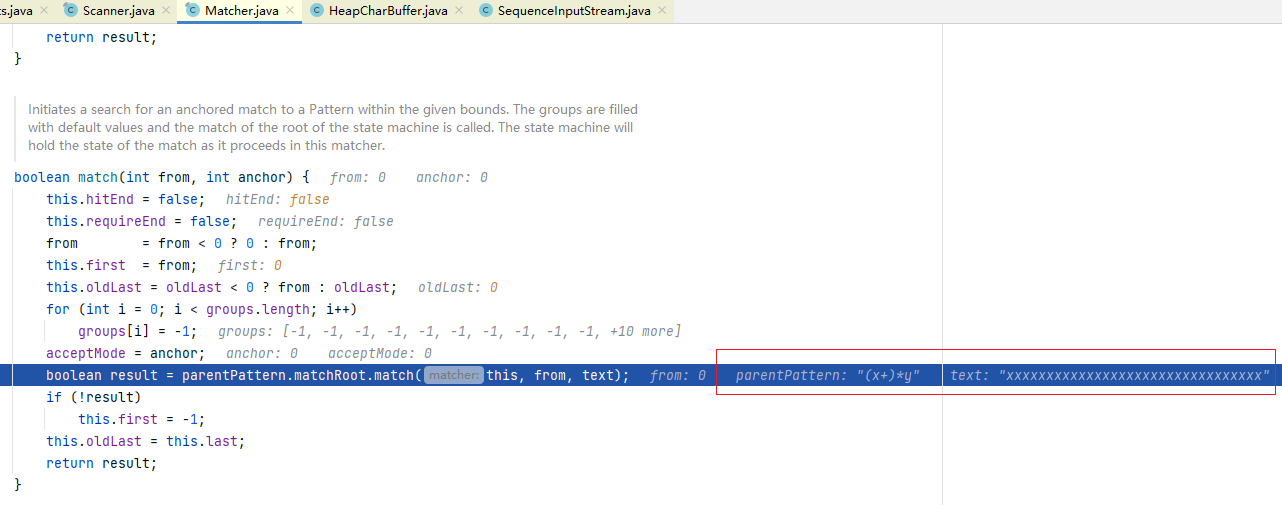 ts.java Scanner.java Matcher.java HeapCharBuffer.java SequenceInputStream.java
return result;
}
Initiates a search for an anchored match to a Pattern within the given bounds. The groups are filled
with default values and the match of the root of the state machine is called. The state machine will
hold the state of the match as it proceeds in this matcher.
boolean match(int from, int anchor) { from: 0 anchor: 0
this.hitEnd = false; hitEnd: false
this.requireEnd = false; requireEnd: false
from = from < 0 ? 0 : from;
this.first = from; first: 0
this.oldLast = oldLast < 0 ? from : oldLast; oldLast: 0
for (int i = 0; i < groups.length; i++)
groups[i] = -1; groups: [-1, -1, -1, -1, -1, -1, -1, -1, -1, -1, +10 more]
acceptMode = anchor; anchor: 0 acceptMode: 0
boolean result = parentPattern.matchRoot.match( matcher: this, from, text); from: 0 parentPattern: "(x+)*y" text: "xxxxxxxxxxxxxxxxxxxxxxxxxxxxxxxx"
if (!result)
this.first = -1;
this.oldLast = this.last;
return result;
}